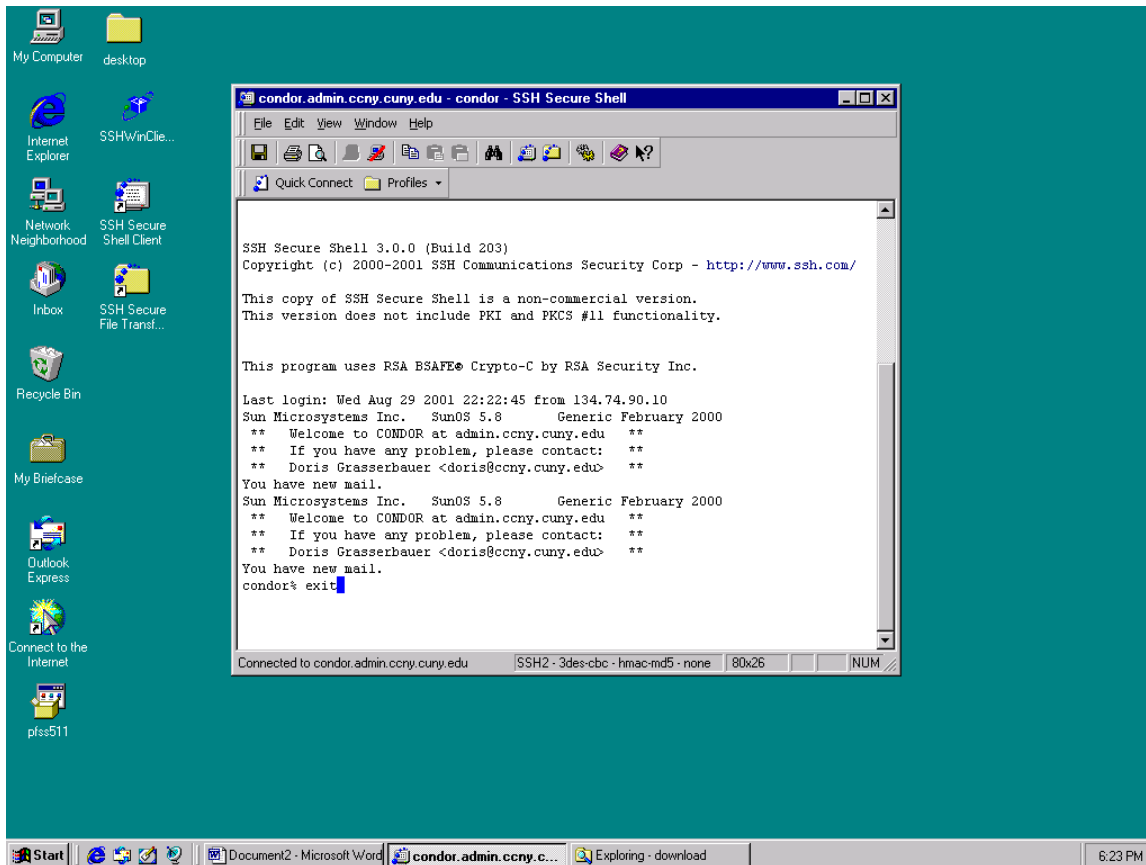 My Computer
desktop
Internet
Explorer
SSHWinClie...
Network
Neighborhood
SSH Secure
Shell Client
Inbox
SSH Secure
File Transf...
Recycle Bin
My Briefcase
Outlook
Express
Connect to the
Internet
pfss511
condor.admin.ccny.cuny.edu - condor - SSH Secure Shell
File Edit View Window Help
Quick Connect Profiles
SSH Secure Shell 3.0.0 (Build 203)
Copyright (c) 2000-2001 SSH Communications Security Corp - http://www.ssh.com/
This copy of SSH Secure Shell is a non-commercial version.
This version does not include PKI and PKCS #11 functionality.
This program uses RSA BSAFE® Crypto-C by RSA Security Inc.
Last login: Wed Aug 29 2001 22:22:45 from 134.74.90.10
Sun Microsystems Inc. SunOS 5.8 Generic February 2000
** Welcome to CONDOR at admin.ccny.cuny.edu **
** If you have any problem, please contact: **
** Doris Grasserbauer <doris@ccny.cuny.edu> **
You have new mail.
Sun Microsystems Inc. SunOS 5.8 Generic February 2000
** Welcome to CONDOR at admin.ccny.cuny.edu **
** If you have any problem, please contact: **
** Doris Grasserbauer <doris@ccny.cuny.edu> **
You have new mail.
condor% exit
Connected to condor.admin.ccny.cuny.edu SSH2 - 3des-cbc - hmac-md5 - none 80x26 NUM
Start Document2 - Microsoft Word condor.admin.ccny.c... Exploring - download 6:23 PM